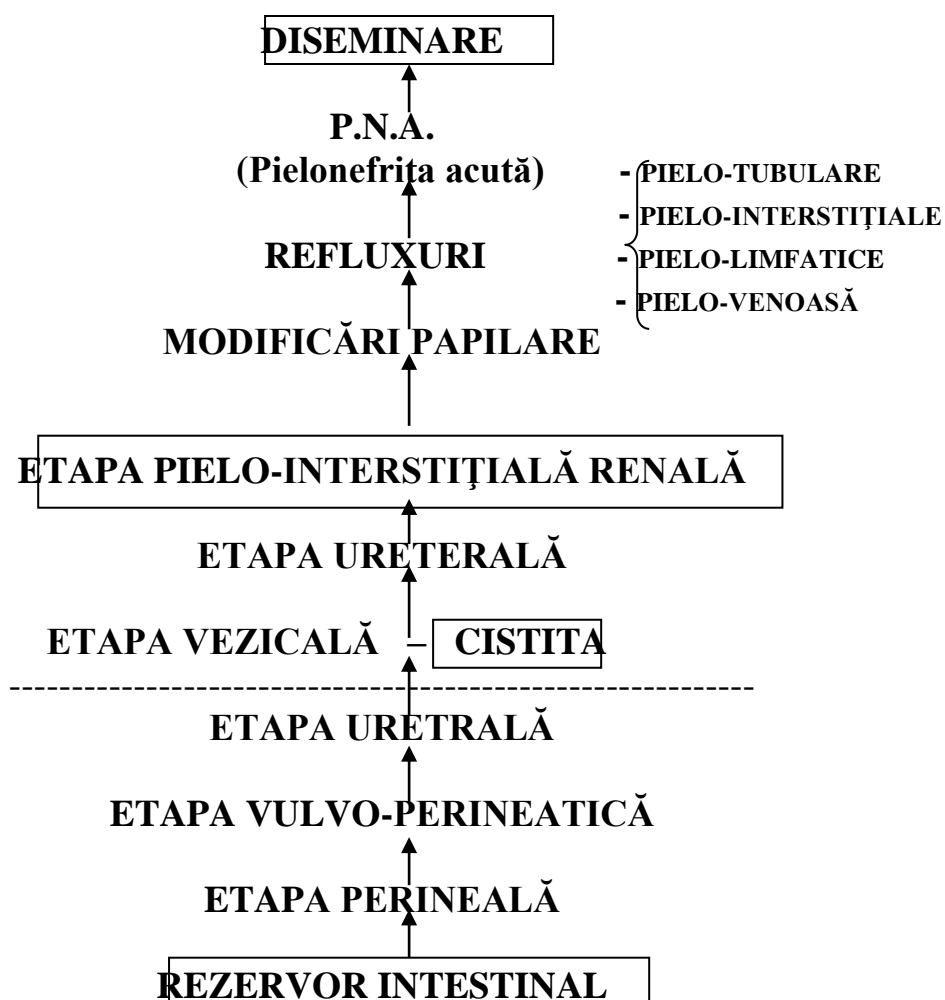 DISEMINARE
P.N.A.
(Pielonefrita acută)
- PIELO-TUBULARE
- PIELO-INTERSTIŢIALE
REFLUXURI
- PIELO-LIMFATICE
- PIELO-VENOASĂ
MODIFICĂRI PAPILARE
ETAPA PIELO-INTERSTIŢIALĂ RENALĂ
ETAPA URETERALĂ
ETAPA VEZICALĂ – CISTITA
ETAPA URETRALĂ
ETAPA VULVO-PERINEATICĂ
ETAPA PERINEALĂ
REZERVOR INTESTINAL